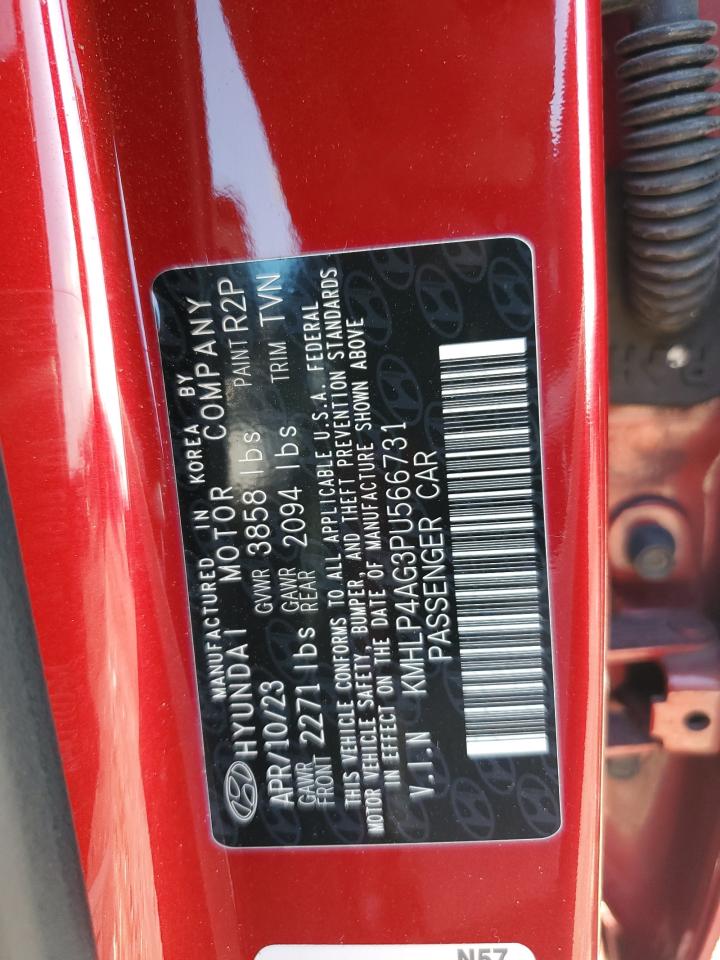 MANUFACTURED IN KOREA BY
HYUNDAI MOTOR COMPANY
APR/10/23 GVWR 3858 lbs PAINT R2P
GAWR FRONT 2271 lbs GAWR REAR 2094 lbs TRIM TVN
THIS VEHICLE CONFORMS TO ALL APPLICABLE U.S.A. FEDERAL
MOTOR VEHICLE SAFETY, BUMPER, AND THEFT PREVENTION STANDARDS
IN EFFECT ON THE DATE OF MANUFACTURE SHOWN ABOVE
V.I.N KMHLP4AG3PU566731
PASSENGER CAR
N57